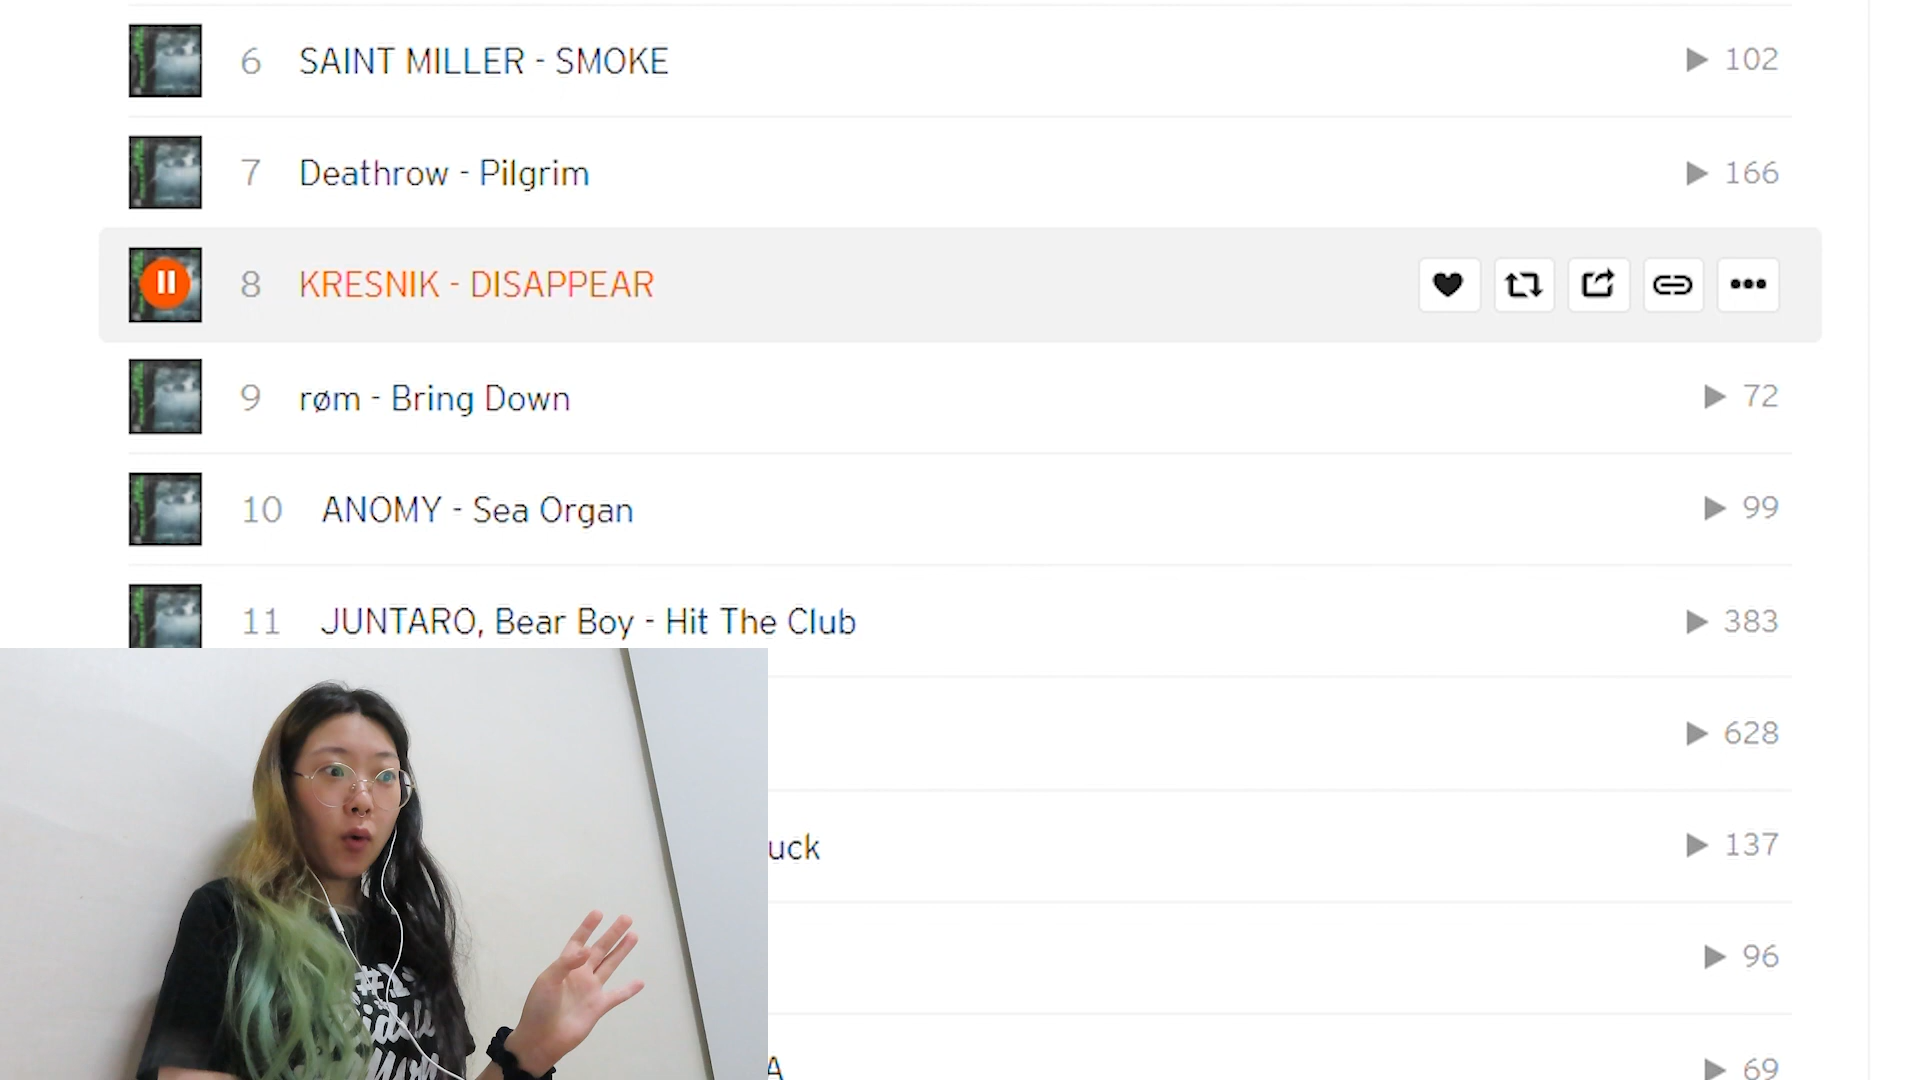 6 SAINT MILLER - SMOKE 102
7 Deathrow - Pilgrim 166
8 KRESNIK - DISAPPEAR
9 røm - Bring Down 72
10 ANOMY - Sea Organ 99
11 JUNTARO, Bear Boy - Hit The Club 383
628
uck 137
96
A 69